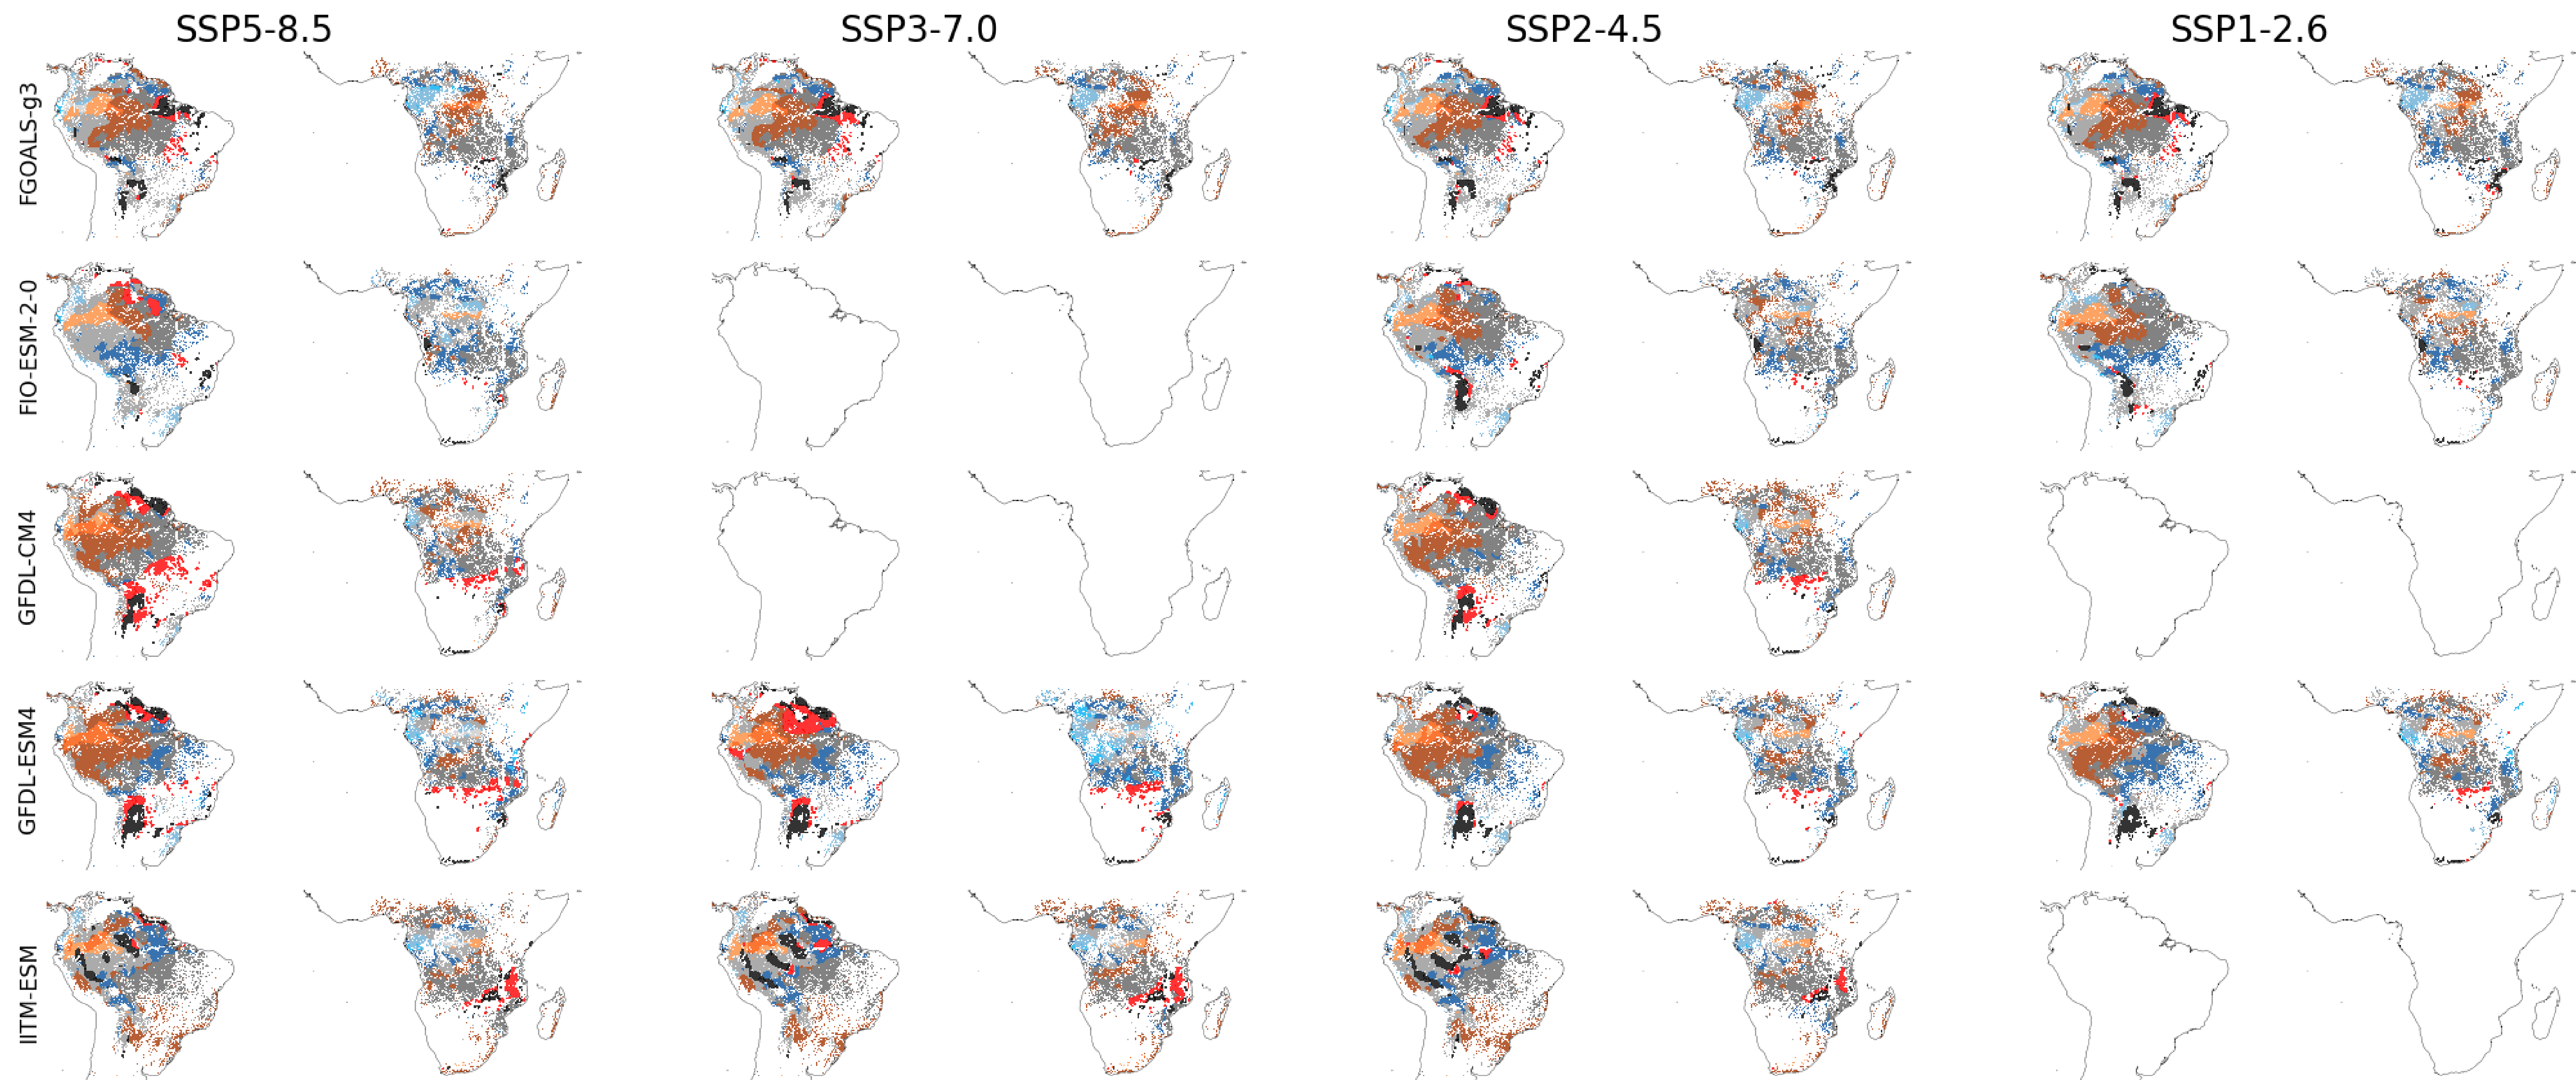 SSP5-8.5 SSP3-7.0 SSP2-4.5 SSP1-2.6
FGOALS-g3
FIO-ESM-2-0
GFDL-CM4
GFDL-ESM4
IITM-ESM